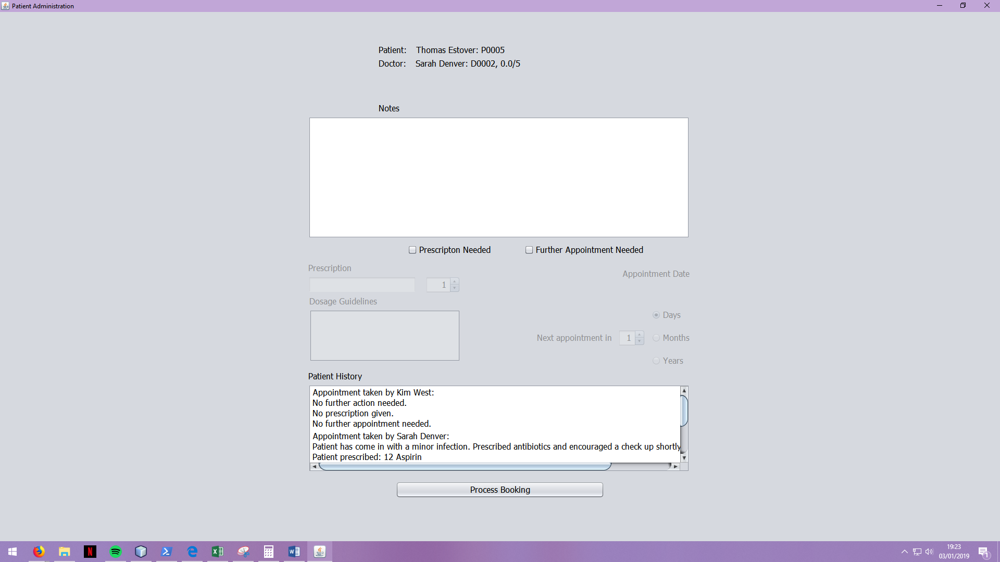 Patient Administration
Patient: Thomas Estover: P0005
Doctor: Sarah Denver: D0002, 0.0/5
Notes
Prescripton Needed
Further Appointment Needed
Prescription
1
Appointment Date
Dosage Guidelines
Days
Next appointment in 1 Months
Years
Patient History
Appointment taken by Kim West:
No further action needed.
No prescription given.
No further appointment needed.
Appointment taken by Sarah Denver:
Patient has come in with a minor infection. Prescribed antibiotics and encouraged a check up shortly
Patient prescribed: 12 Aspirin
Process Booking
19:23
03/01/2019
1